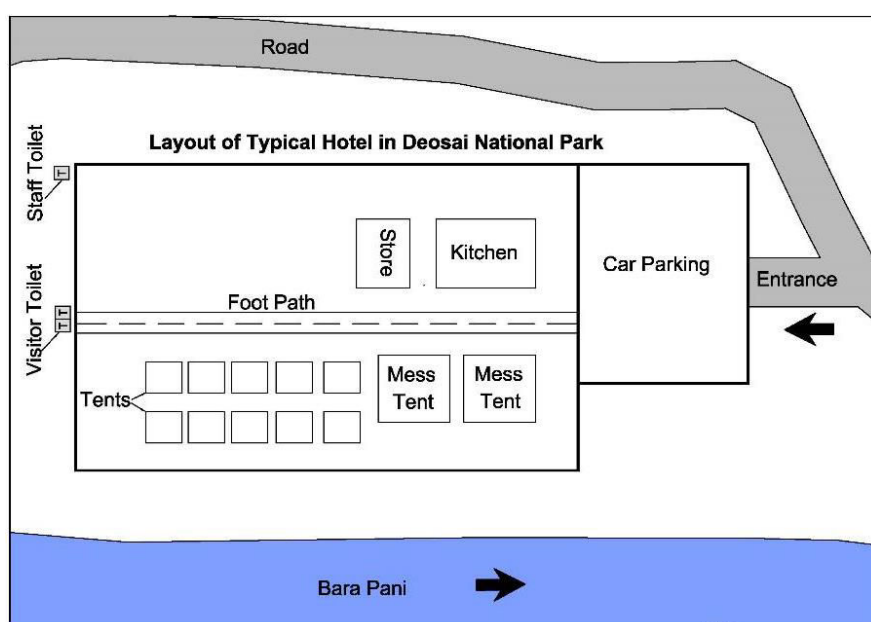 Road
Layout of Typical Hotel in Deosai National Park
Staff Toilet
T
Store
Kitchen
Car Parking
Entrance
Visitor Toilet
T
T
Foot Path
Tents
Mess
Tent
Mess
Tent
Bara Pani